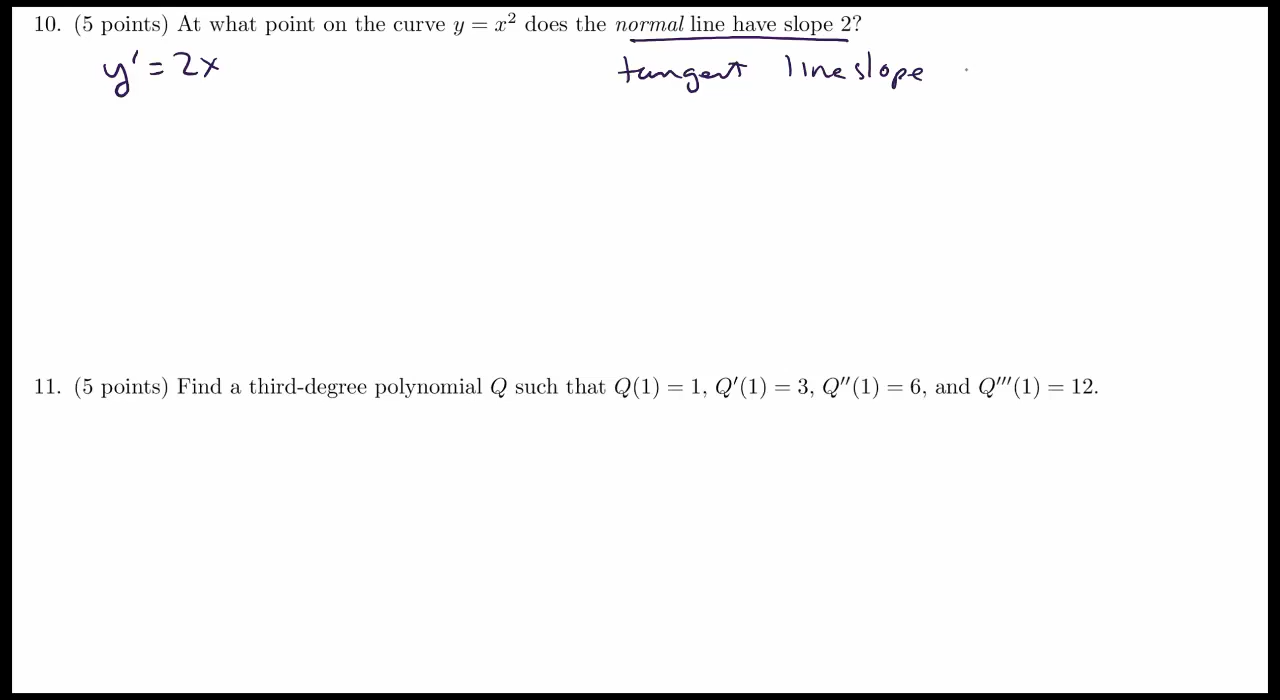 10. (5 points) At what point on the curve y = x² does the normal line have slope 2?
y' = 2x tangent line slope
11. (5 points) Find a third-degree polynomial Q such that Q(1) = 1, Q′(1) = 3, Q″(1) = 6, and Q‴(1) = 12.